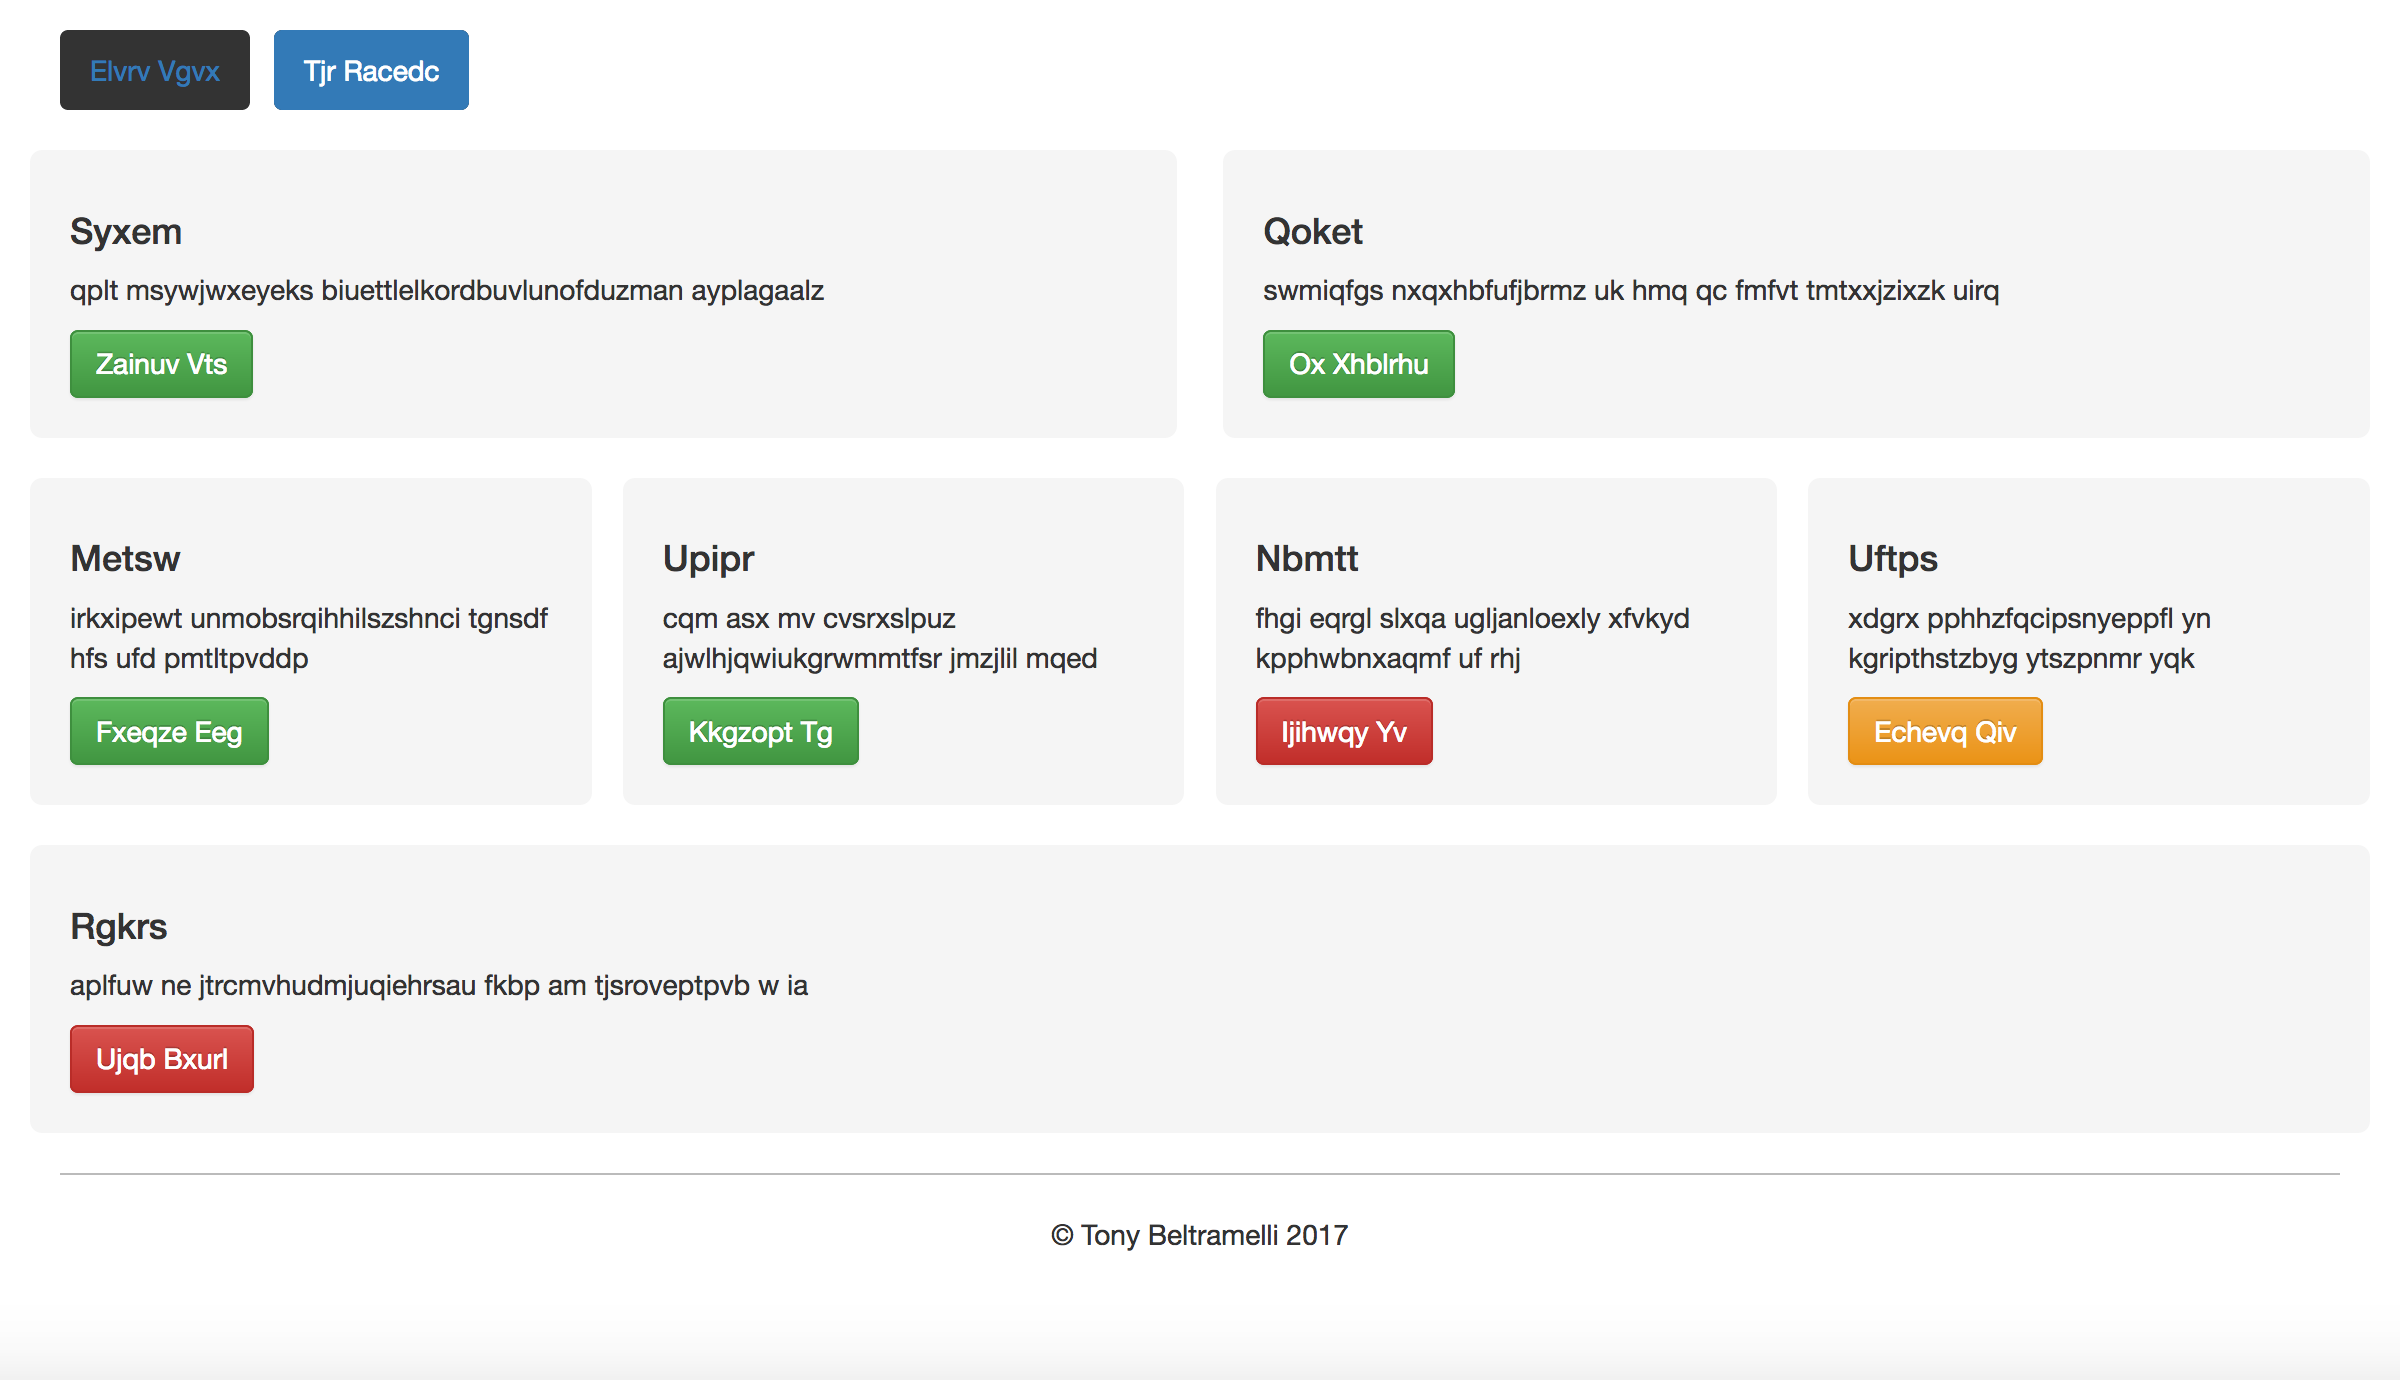 Elvrv Vgvx
Tjr Racedc
Syxem
qplt msywjwxeyeks biuettlelkordbuvlunofduzman ayplagaalz
Zainuv Vts
Qoket
swmiqfgs nxqxhbfufjbrmz uk hmq qc fmfvt tmtxxjzixzk uirq
Ox Xhblrhu
Metsw
irkxipewt unmobsrqihhilszshnci tgnsdf
hfs ufd pmtltpvddp
Fxeqze Eeg
Upipr
cqm asx mv cvsrxslpuz
ajwlhjqwiukgrwmmtfsr jmzjlil mqed
Kkgzopt Tg
Nbmtt
fhgi eqrgl slxqa ugljanloexly xfvkyd
kpphwbnxaqmf uf rhj
Ijihwqy Yv
Uftps
xdgrx pphhzfqcipsnyeppfl yn
kgripthstzbyg ytszpnmr yqk
Echevq Qiv
Rgkrs
aplfuw ne jtrcmvhudmjuqiehrsau fkbp am tjsroveptpvb w ia
Ujqb Bxurl
© Tony Beltramelli 2017